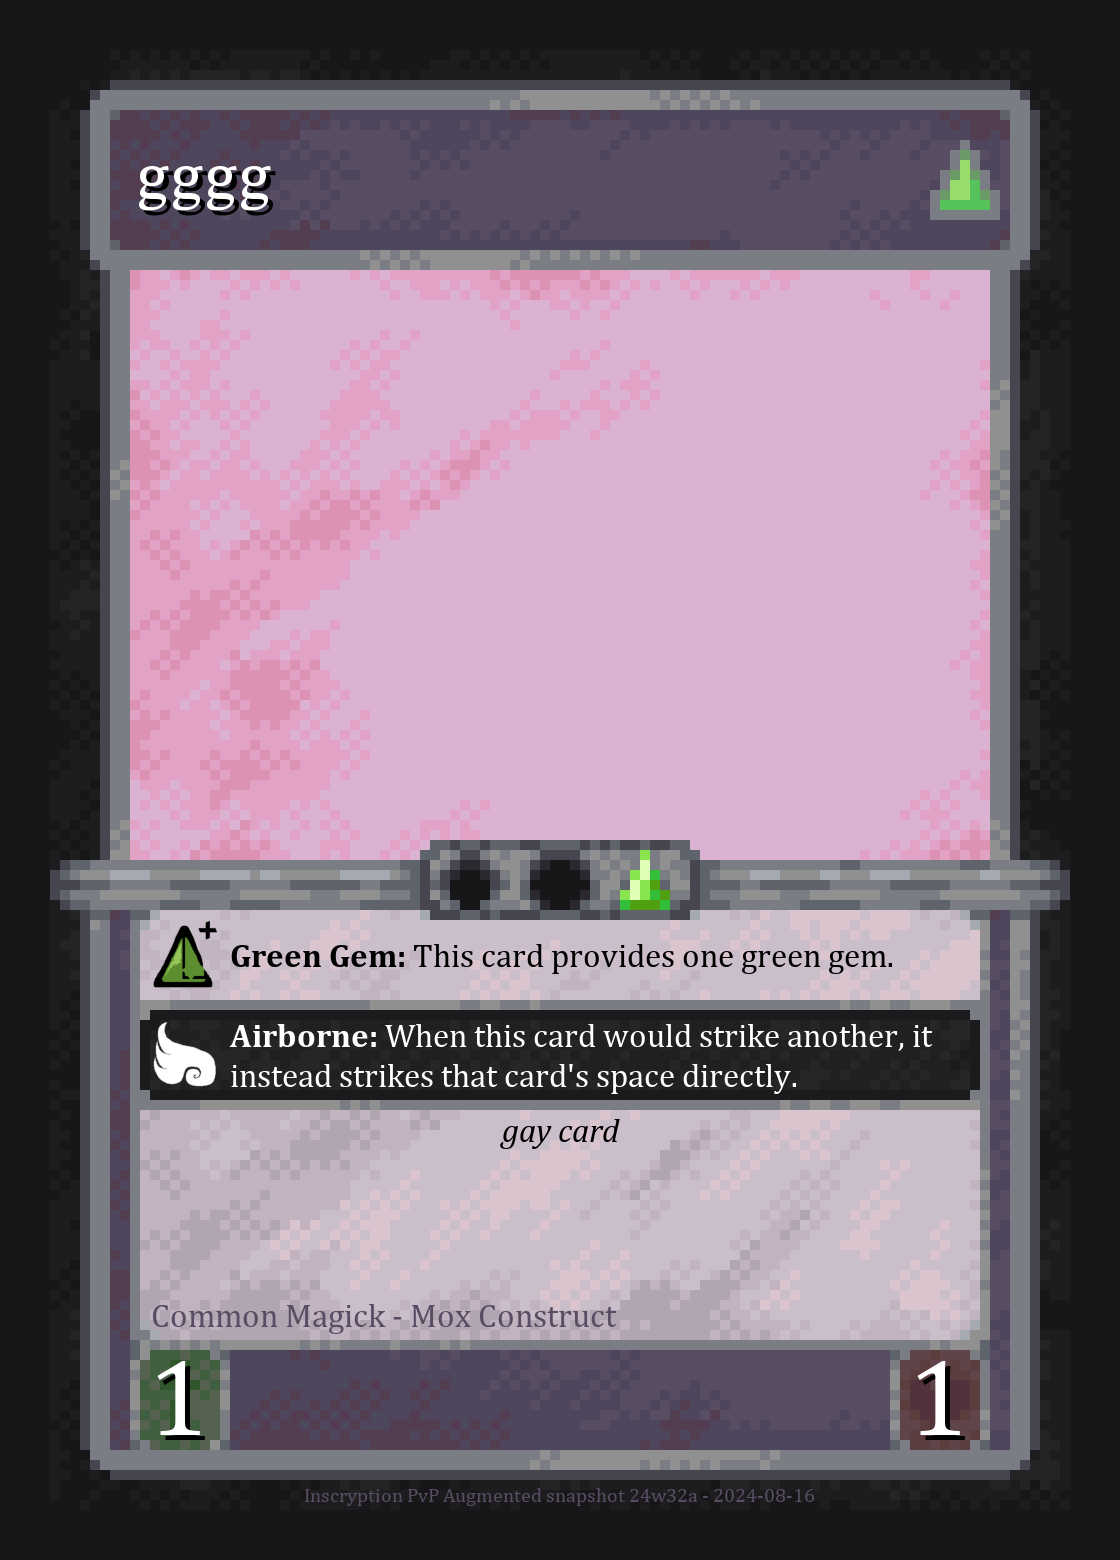 gggg
Green Gem: This card provides one green gem.
Airborne: When this card would strike another, it
instead strikes that card's space directly.
gay card
Common Magick - Mox Construct
1 1
Inscryption PvP Augmented snapshot 24w32a - 2024-08-16